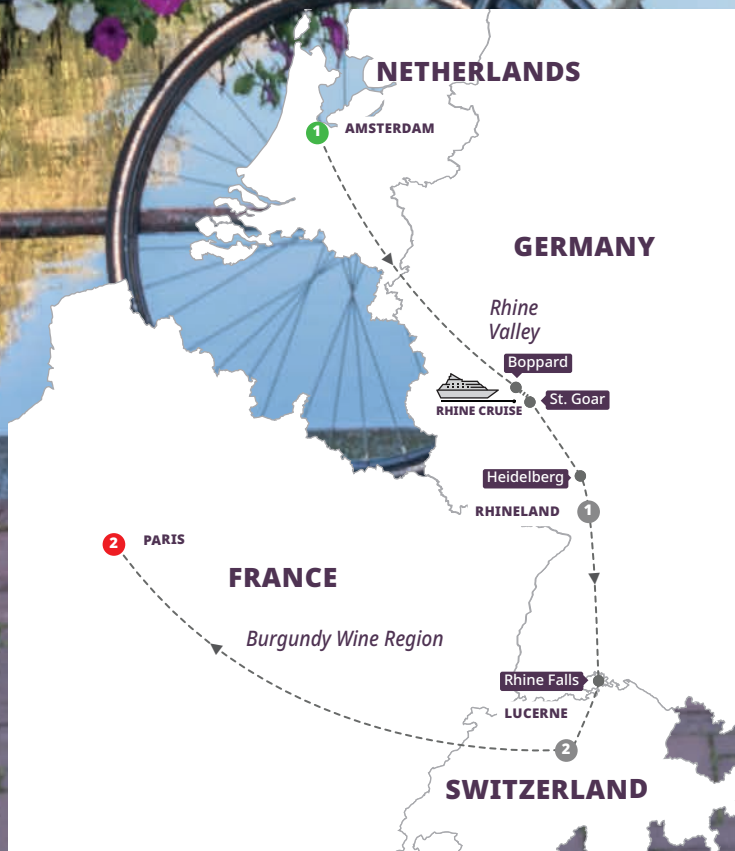 NETHERLANDS
1
AMSTERDAM
GERMANY
Rhine
Valley
Boppard
St. Goar
RHINE CRUISE
Heidelberg
RHINELAND
1
2
PARIS
FRANCE
Burgundy Wine Region
Rhine Falls
LUCERNE
2
SWITZERLAND